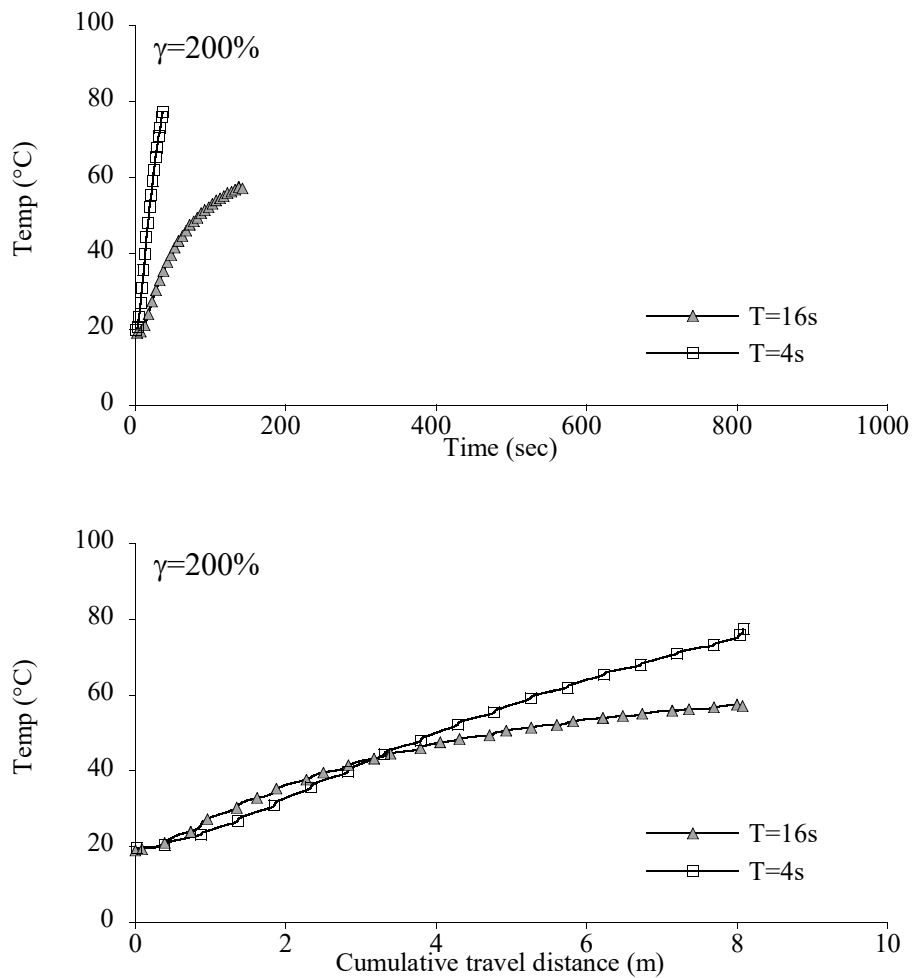 100
γ=200%
80
60
40
20
0
Temp (°C)
T=16s
T=4s
0 200 400 600 800 1000
Time (sec)
100
γ=200%
80
60
40
20
0
Temp (°C)
T=16s
T=4s
0 2 4 6 8 10
Cumulative travel distance (m)